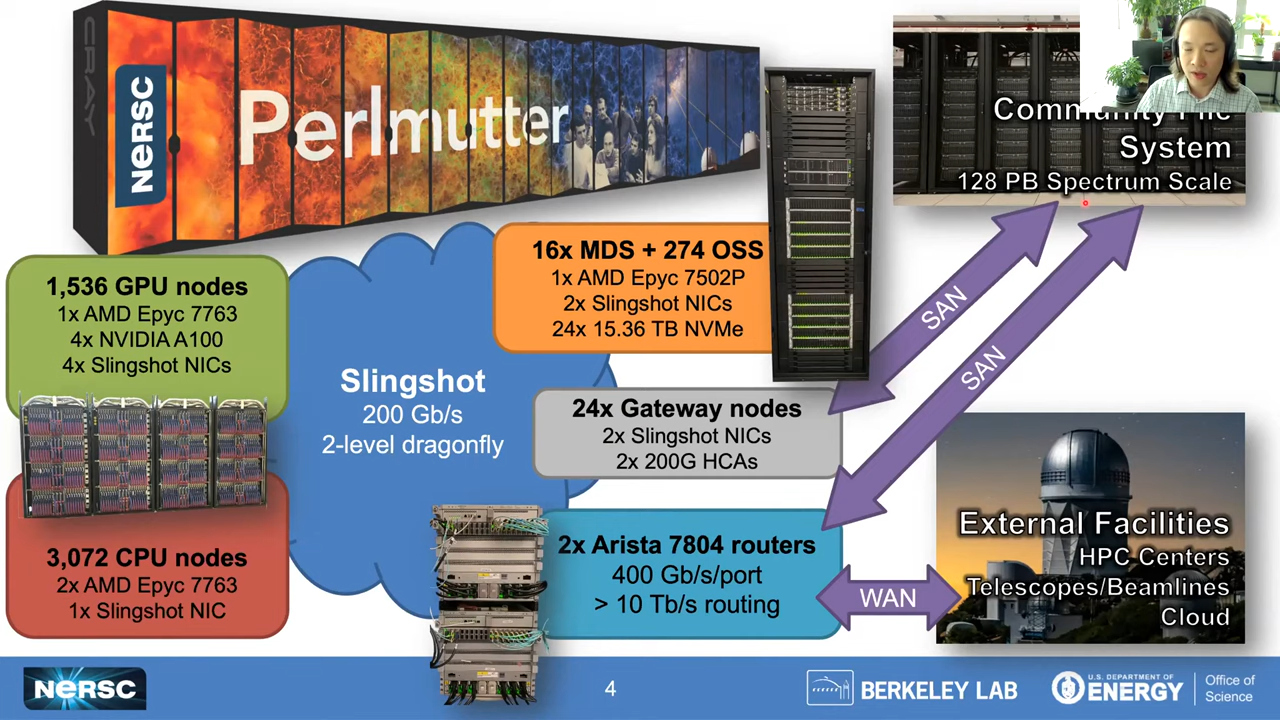 CRAY
NERSC
Perlmutter
Community File
System
128 PB Spectrum Scale
16x MDS + 274 OSS
1x AMD Epyc 7502P
2x Slingshot NICs
24x 15.36 TB NVMe
SAN
SAN
1,536 GPU nodes
1x AMD Epyc 7763
4x NVIDIA A100
4x Slingshot NICs
Slingshot
200 Gb/s
2-level dragonfly
24x Gateway nodes
2x Slingshot NICs
2x 200G HCAs
3,072 CPU nodes
2x AMD Epyc 7763
1x Slingshot NIC
2x Arista 7804 routers
400 Gb/s/port
> 10 Tb/s routing
WAN
External Facilities
HPC Centers
Telescopes/Beamlines
Cloud
NERSC
4
BERKELEY LAB
U.S. DEPARTMENT OF
ENERGY
Office of
Science